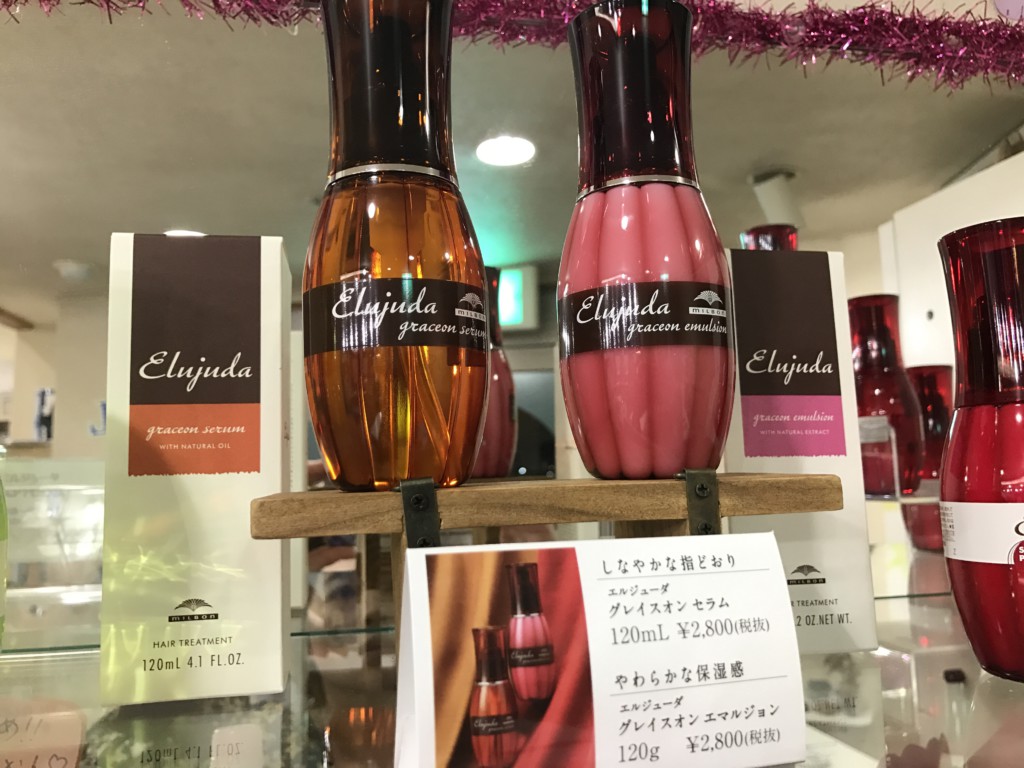 Elujuda
graceon serum
WITH NATURAL OIL
milbon
HAIR TREATMENT
120mL 4.1 FL.OZ.
Elujuda
milbon
graceon serum
Elujuda
milbon
graceon emulsion
Elujuda
graceon emulsion
WITH NATURAL EXTRACT
milbon
HAIR TREATMENT
2 OZ.NET WT.
しなやかな指どおり
エルジューダ
グレイスオン セラム
120mL ¥2,800(税抜)
やわらかな保湿感
エルジューダ
グレイスオン エマルジョン
120g ¥2,800(税抜)